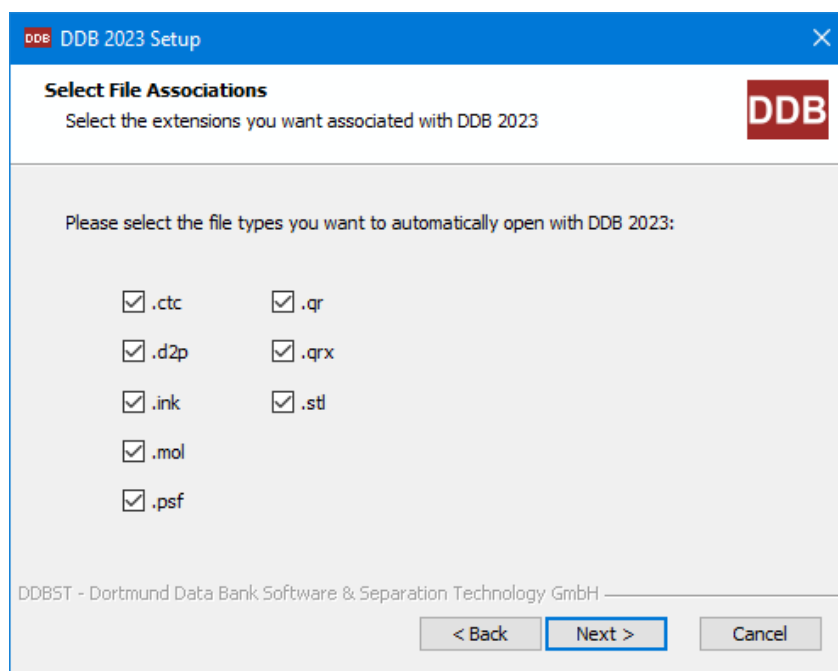 DDB DDB 2023 Setup
Select File Associations
Select the extensions you want associated with DDB 2023
DDB
Please select the file types you want to automatically open with DDB 2023:
.ctc
.qr
.d2p
.qrx
.ink
.stl
.mol
.psf
DDBST - Dortmund Data Bank Software & Separation Technology GmbH
< Back
Next >
Cancel